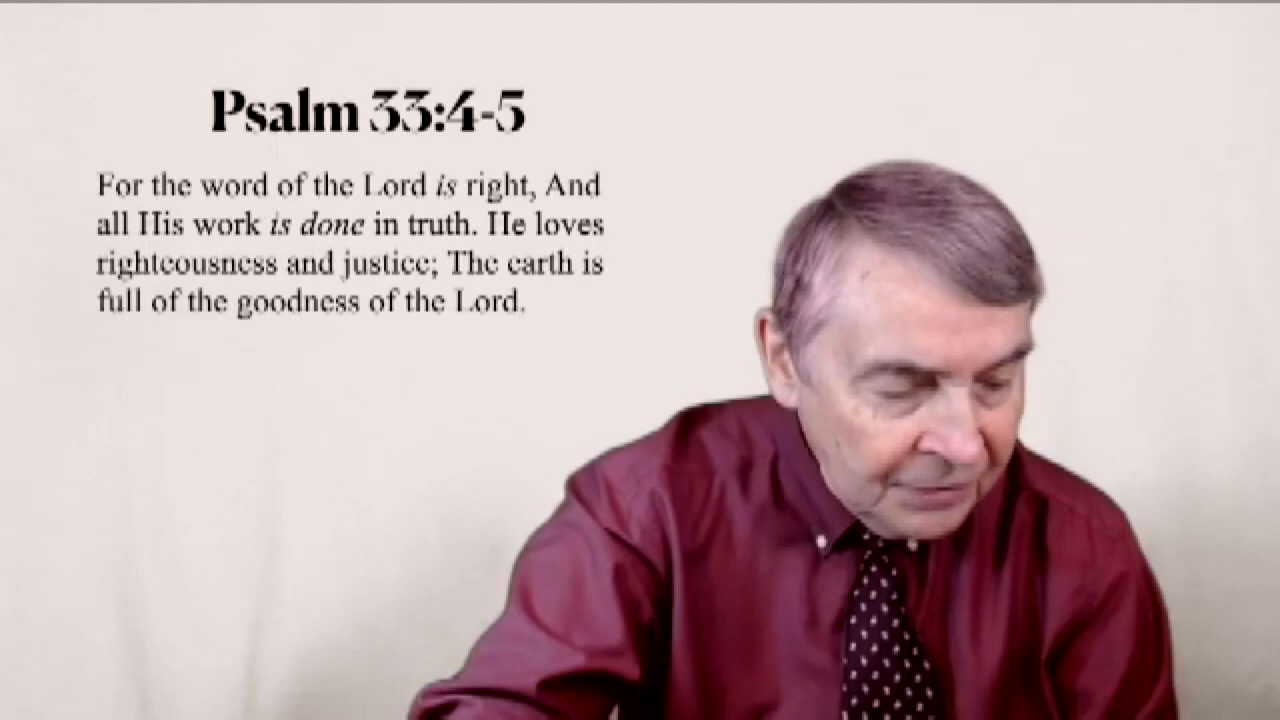 Psalm 33:4-5
For the word of the Lord is right, And
all His work is done in truth. He loves
righteousness and justice; The earth is
full of the goodness of the Lord.